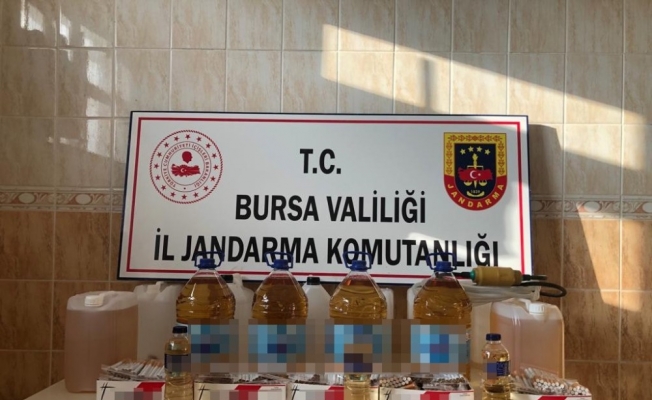 T.C.
BURSA VALİLİĞİ
İL JANDARMA KOMUTANLIĞI
JANDARMA